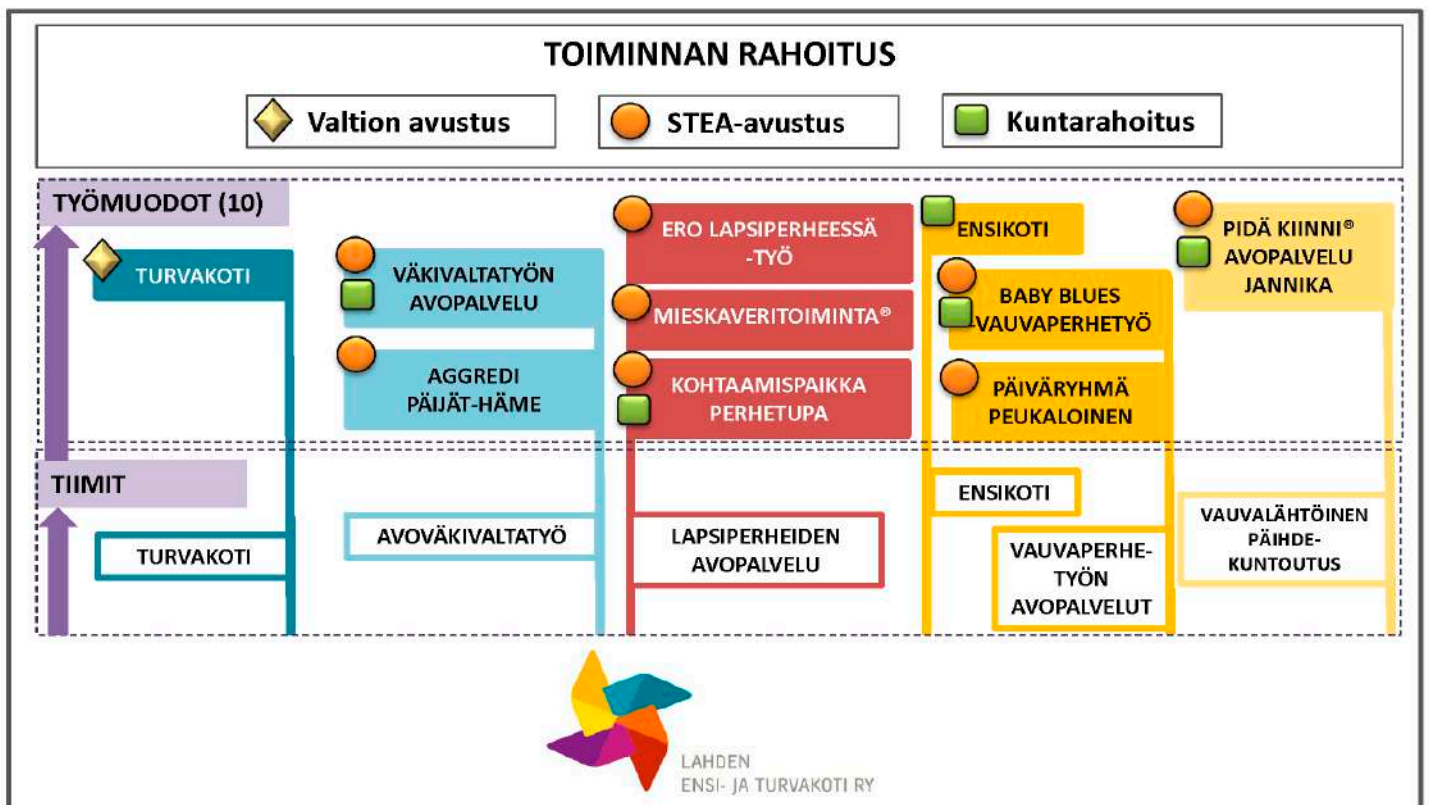 TOIMINNAN RAHOITUS
Valtion avustus
STEA-avustus
Kuntarahoitus
TYÖMUODOT (10)
TURVAKOTI
VÄKIVALTATYÖN
AVOPALVELU
AGGREDI
PÄIJÄT-HÄME
ERO LAPSIPERHEESSÄ
-TYÖ
MIESKAVERITOIMINTA®
KOHTAAMISPAIKKA
PERHETUPA
ENSIKOTI
BABY BLUES
-VAUVAPERHETYÖ
PÄIVÄRYHMÄ
PEUKALOINEN
PIDÄ KIINNI®
AVOPALVELU
JANNIKA
TIIMIT
TURVAKOTI
AVOVÄKIVALTATYÖ
LAPSIPERHEIDEN
AVOPALVELU
ENSIKOTI
VAUVAPERHE-
TYÖN
AVOPALVELUT
VAUVALÄHTÖINEN
PÄIHDE-
KUNTOUTUS
LAHDEN
ENSI- JA TURVAKOTI RY